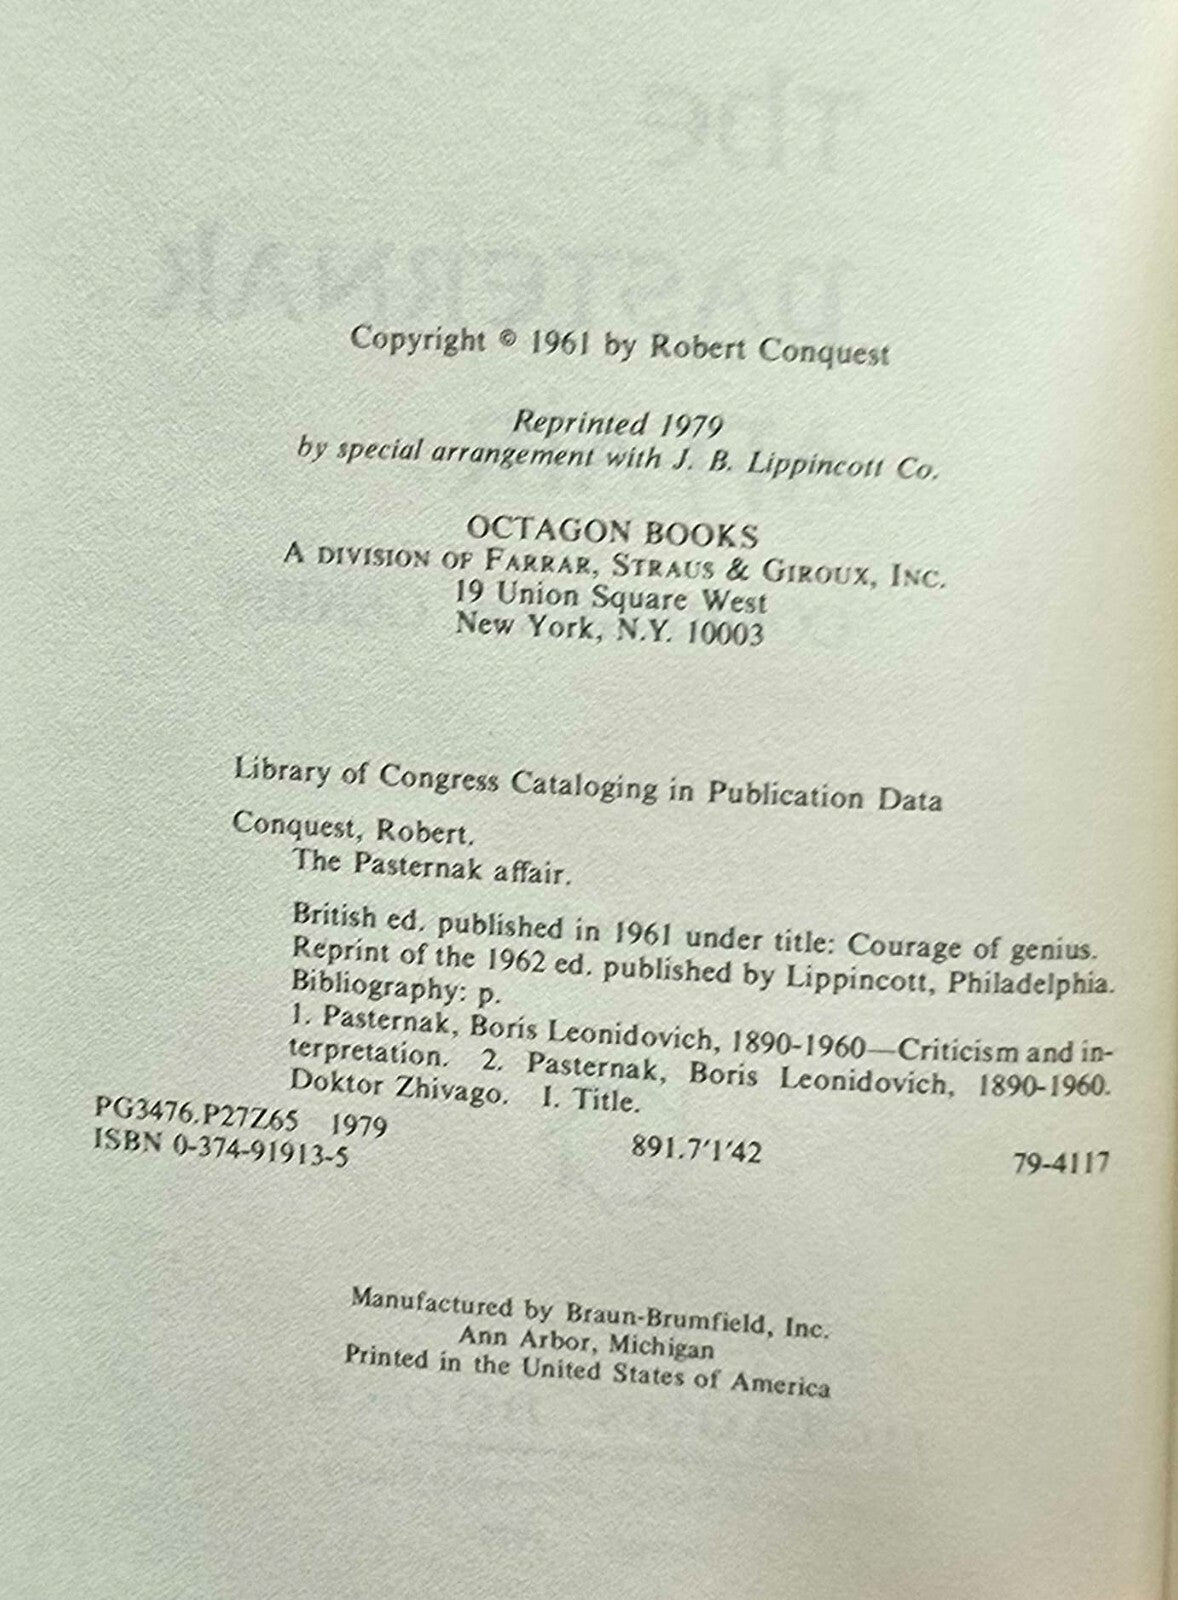 Copyright © 1961 by Robert Conquest
Reprinted 1979
by special arrangement with J. B. Lippincott Co.
OCTAGON BOOKS
A DIVISION OF FARRAR, STRAUS & GIROUX, INC.
19 Union Square West
New York, N.Y. 10003
Library of Congress Cataloging in Publication Data
Conquest, Robert.
The Pasternak affair.
British ed. published in 1961 under title: Courage of genius.
Reprint of the 1962 ed. published by Lippincott, Philadelphia.
Bibliography: p.
1. Pasternak, Boris Leonidovich, 1890-1960—Criticism and in-
terpretation. 2. Pasternak, Boris Leonidovich, 1890-1960.
Doktor Zhivago. I. Title.
PG3476.P27Z65 1979 891.7'1'42 79-4117
ISBN 0-374-91913-5
Manufactured by Braun-Brumfield, Inc.
Ann Arbor, Michigan
Printed in the United States of America